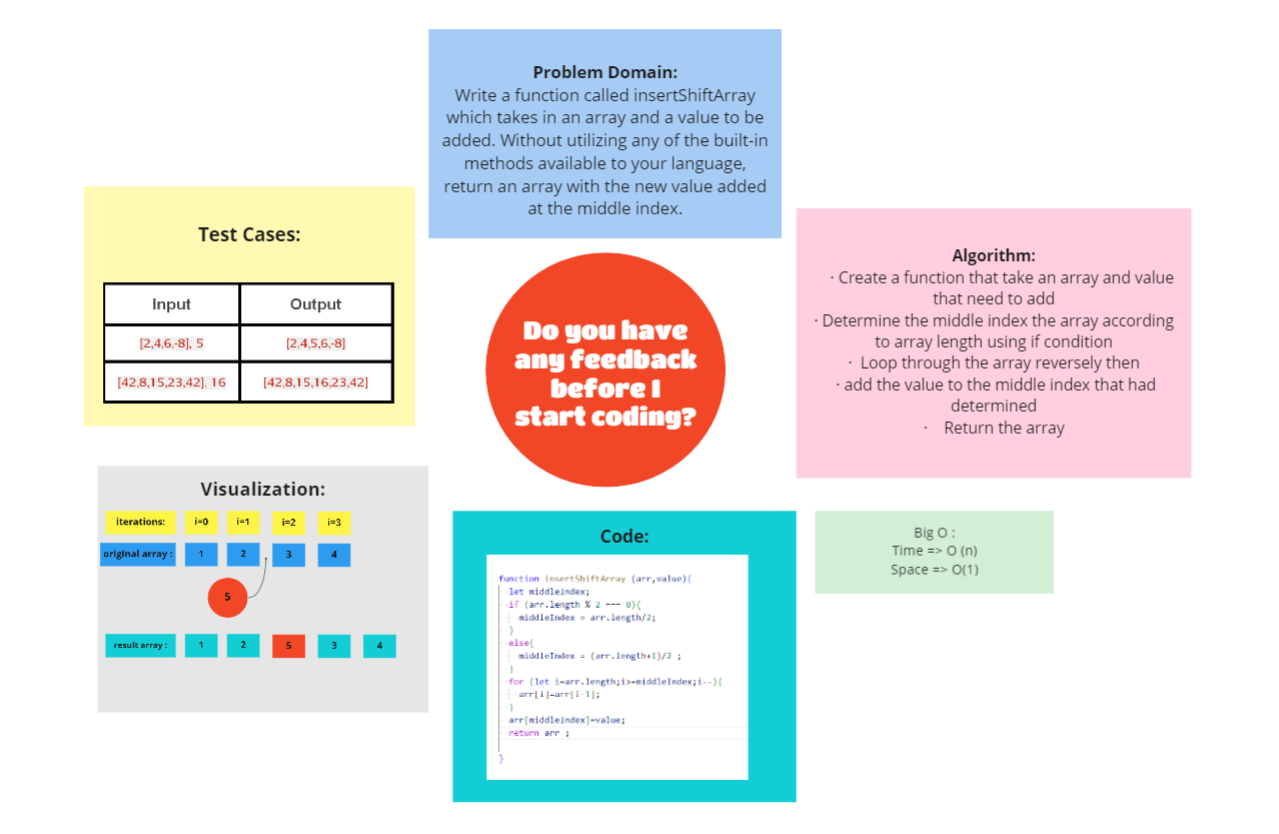 Problem Domain:
Write a function called insertShiftArray
which takes in an array and a value to be
added. Without utilizing any of the built-in
methods available to your language,
return an array with the new value added
at the middle index.
Test Cases:
Input Output
[2,4,6,-8], 5 [2,4,5,6,-8]
[42,8,15,23,42], 16 [42,8,15,16,23,42]
Do you have
any feedback
before I
start coding?
Algorithm:
· Create a function that take an array and value
that need to add
· Determine the middle index the array according
to array length using if condition
· Loop through the array reversely then
· add the value to the middle index that had
determined
· Return the array
Visualization:
iterations: i=0 i=1 i=2 i=3
original array : 1 2 3 4
5
result array : 1 2 5 3 4
Code:
function insertShiftArray (arr,value){
let middleindex;
if (arr.length % 2 === 0){
middleIndex = arr.length/2;
}
else{
middleIndex = (arr.length+1)/2 ;
}
for (let i=arr.length;i>=middleIndex;i--){
arr[i]=arr[i-1];
}
arr[middleindex]=value;
return arr ;
}
Big O :
Time => O (n)
Space => O(1)